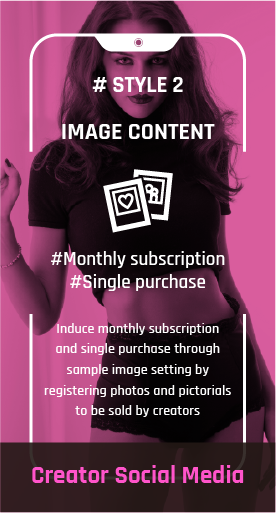 # STYLE 2
IMAGE CONTENT
#Monthly subscription
#Single purchase
Induce monthly subscription
and single purchase through
sample image setting by
registering photos and pictorials
to be sold by creators
Creator Social Media